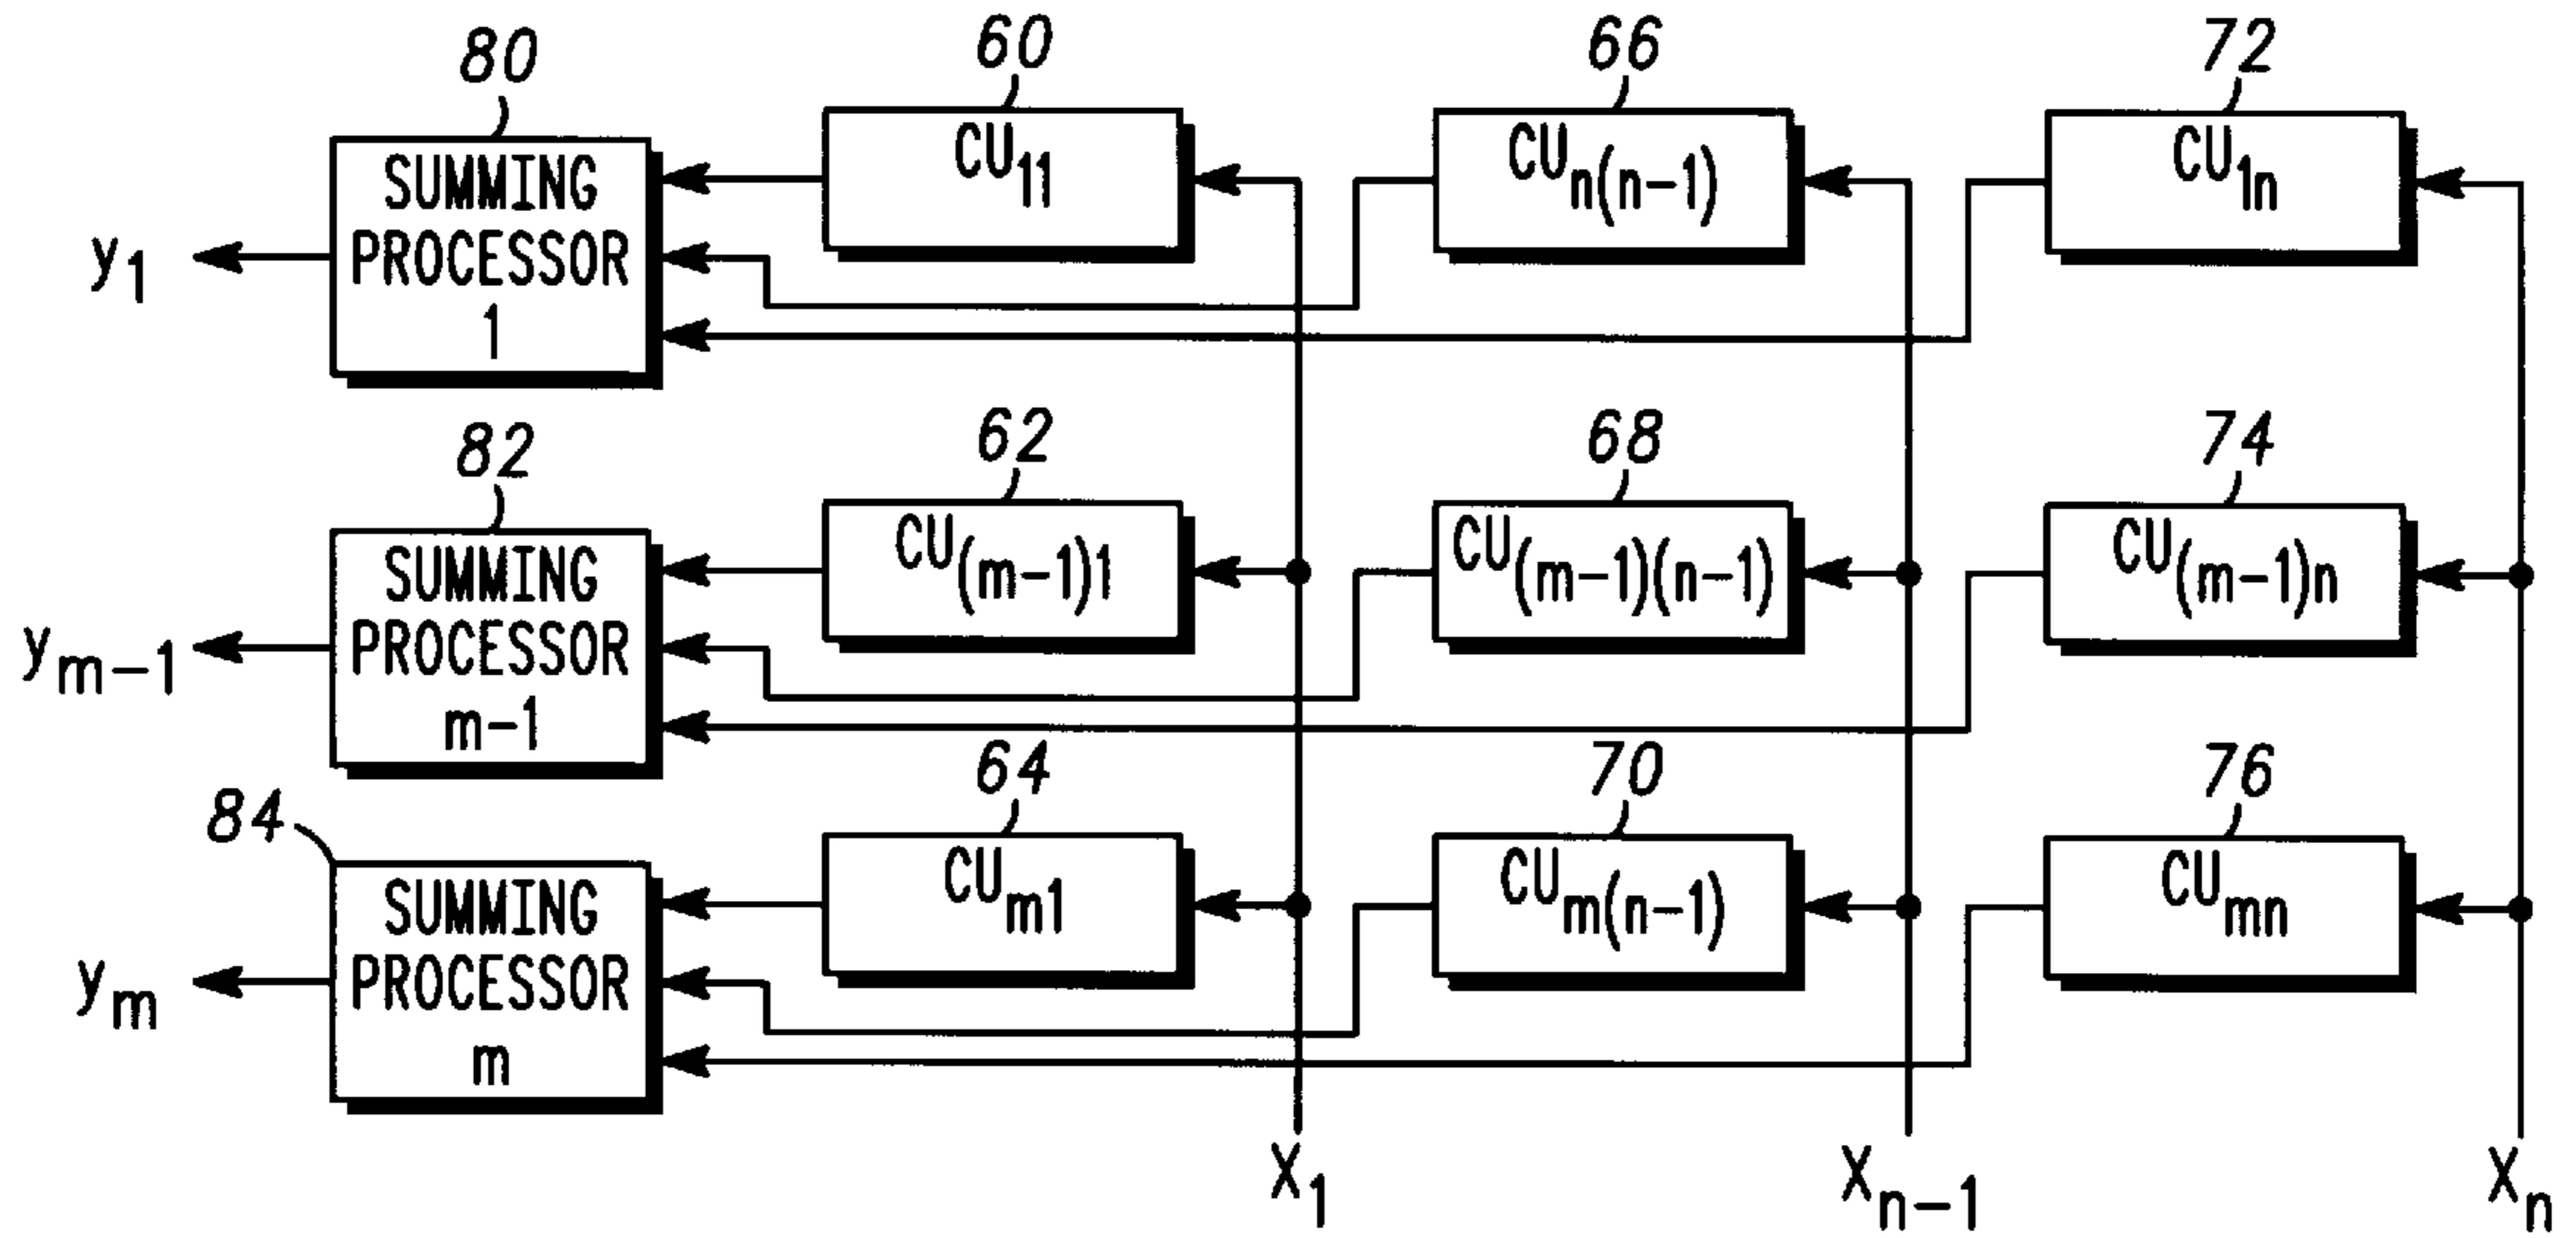 80
60
66
72
SUMMING
PROCESSOR
1
CU11
CUn(n-1)
CU1n
y1
82
62
68
74
SUMMING
PROCESSOR
m-1
CU(m-1)1
CU(m-1)(n-1)
CU(m-1)n
ym-1
84
64
70
76
SUMMING
PROCESSOR
m
CUm1
CUm(n-1)
CUmn
ym
X1
Xn-1
Xn